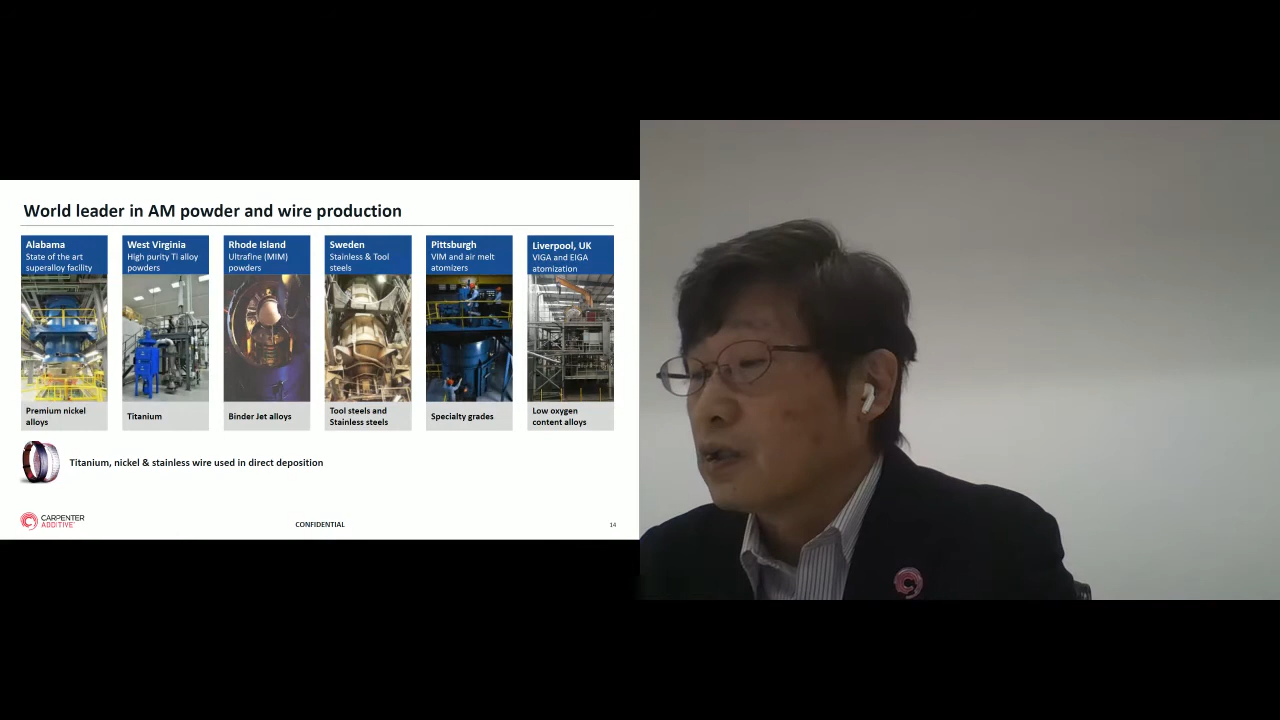 World leader in AM powder and wire production
Alabama
State of the art
superalloy facility
Premium nickel
alloys
West Virginia
High purity Ti alloy
powders
Titanium
Rhode Island
Ultrafine (MIM)
powders
Binder Jet alloys
Sweden
Stainless & Tool
steels
Tool steels and
Stainless steels
Pittsburgh
VIM and air melt
atomizers
Specialty grades
Liverpool, UK
VIGA and EIGA
atomization
Low oxygen
content alloys
Titanium, nickel & stainless wire used in direct deposition
CARPENTER
ADDITIVE
CONFIDENTIAL
14